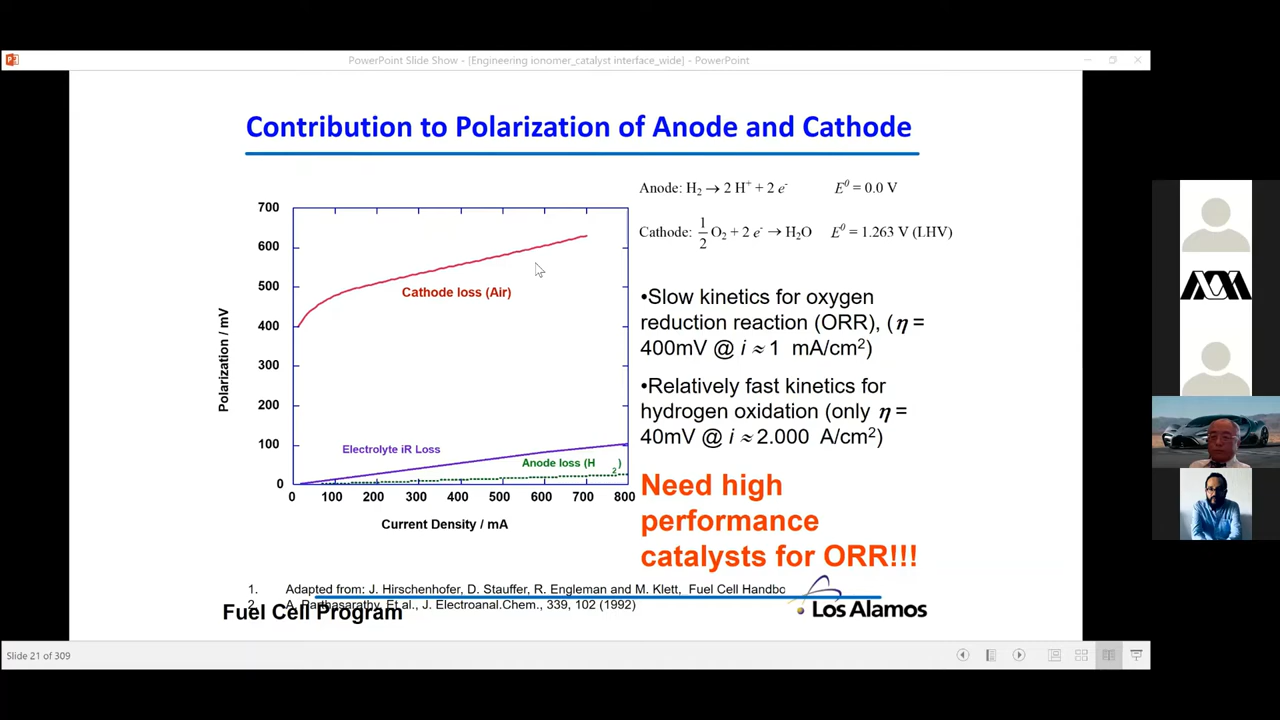 PowerPoint Slide Show - [Engineering ionomer_catalyst interface_wide] - PowerPoint
Contribution to Polarization of Anode and Cathode
Anode: H₂ → 2 H⁺ + 2 e⁻ E⁰ = 0.0 V
Cathode: 1/2 O₂ + 2 e⁻ → H₂O E⁰ = 1.263 V (LHV)
700
600
500
400
300
200
100
0
Polarization / mV
Cathode loss (Air)
Electrolyte iR Loss
Anode loss (H₂)
0 100 200 300 400 500 600 700 800
Current Density / mA
•Slow kinetics for oxygen
reduction reaction (ORR), ( η =
400mV @ i ≈ 1 mA/cm²)
•Relatively fast kinetics for
hydrogen oxidation (only η =
40mV @ i ≈ 2.000 A/cm²)
Need high
performance
catalysts for ORR!!!
1. Adapted from: J. Hirschenhofer, D. Stauffer, R. Engleman and M. Klett, Fuel Cell Handbo
2. A. Parthasarathy, Et.al., J. Electroanal.Chem., 339, 102 (1992)
Fuel Cell Program
Los Alamos
Slide 21 of 309